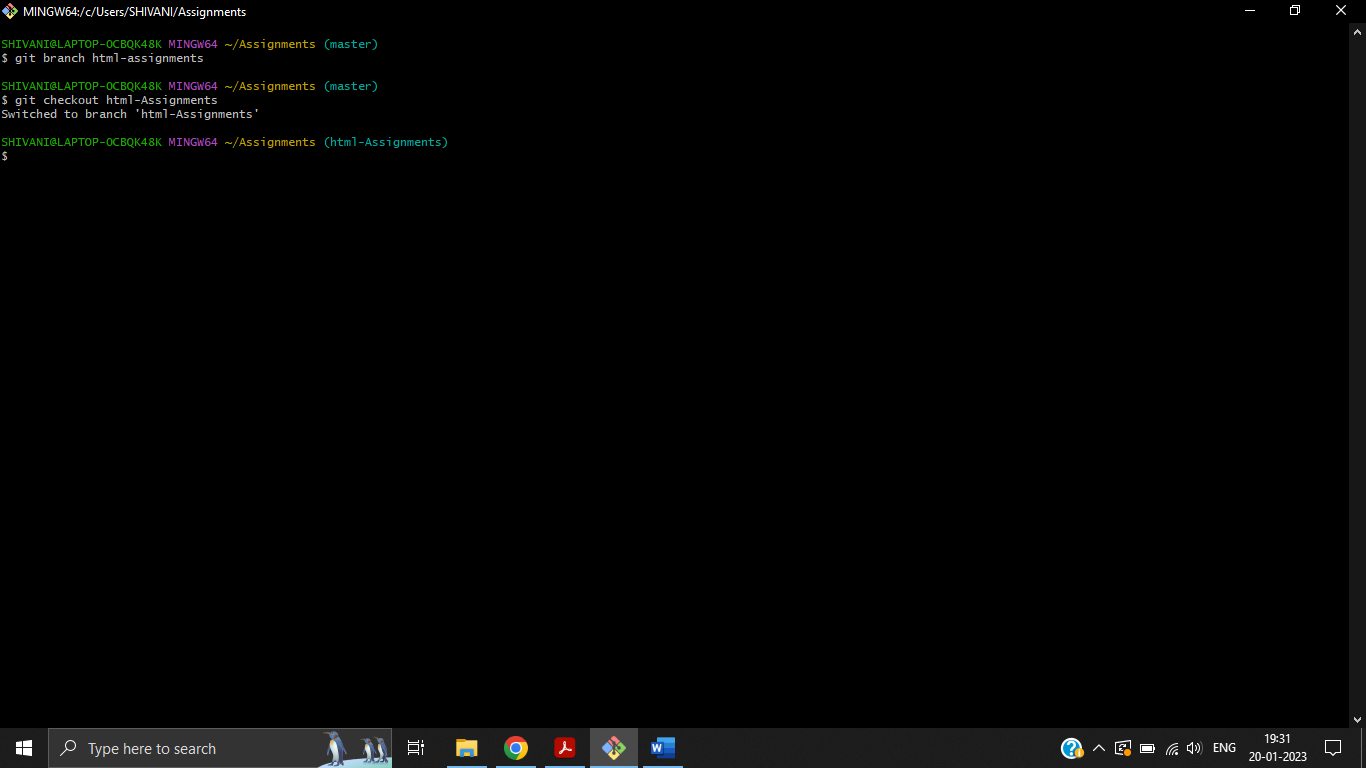 MINGW64:/c/Users/SHIVANI/Assignments
SHIVANI@LAPTOP-OCBQK48K MINGW64 ~/Assignments (master)
$ git branch html-assignments
SHIVANI@LAPTOP-OCBQK48K MINGW64 ~/Assignments (master)
$ git checkout html-Assignments
Switched to branch 'html-Assignments'
SHIVANI@LAPTOP-OCBQK48K MINGW64 ~/Assignments (html-Assignments)
$
Type here to search
ENG
19:31
20-01-2023